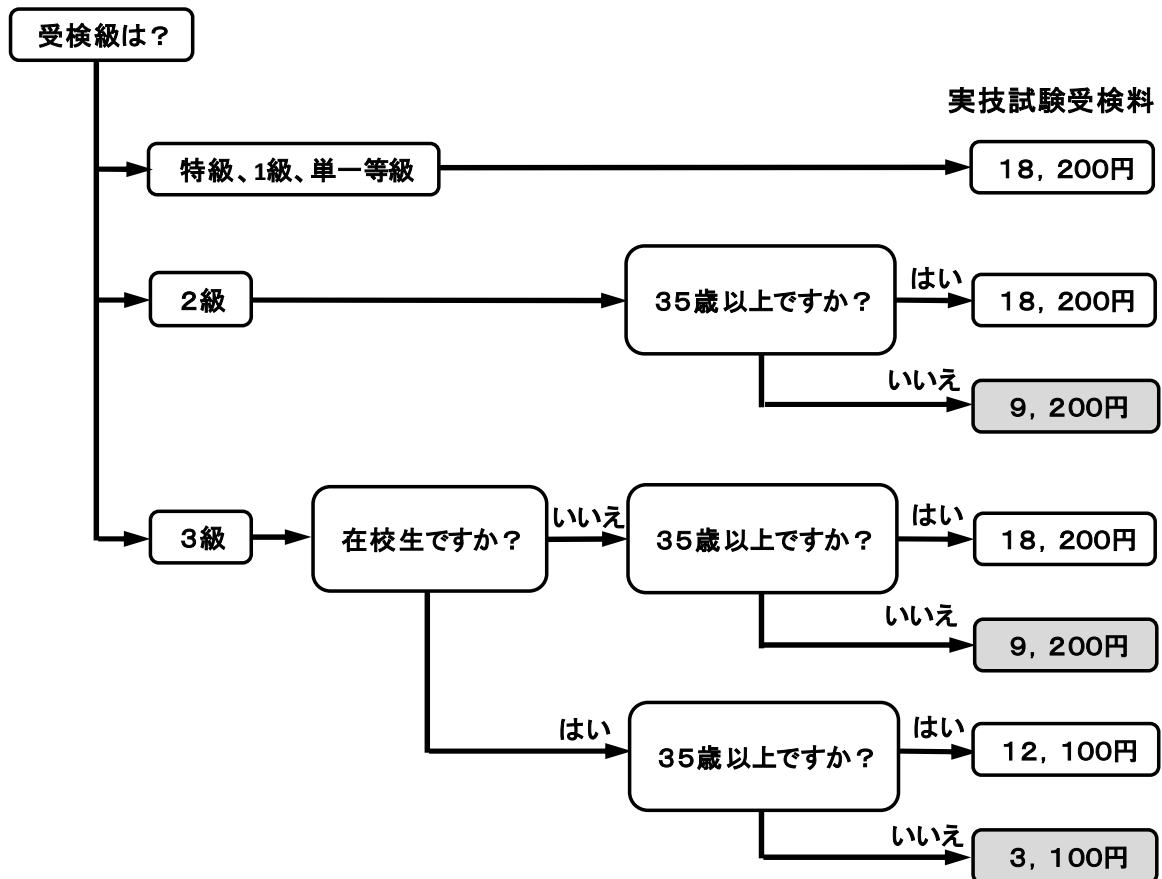 受検級は？
実技試験受検料
特級、1級、単一等級
１８，２００円
２級
３５歳以上ですか？
はい
１８，２００円
いいえ
９，２００円
３級
在校生ですか？
いいえ
３５歳以上ですか？
はい
１８，２００円
いいえ
９，２００円
はい
３５歳以上ですか？
はい
１２，１００円
いいえ
３，１００円